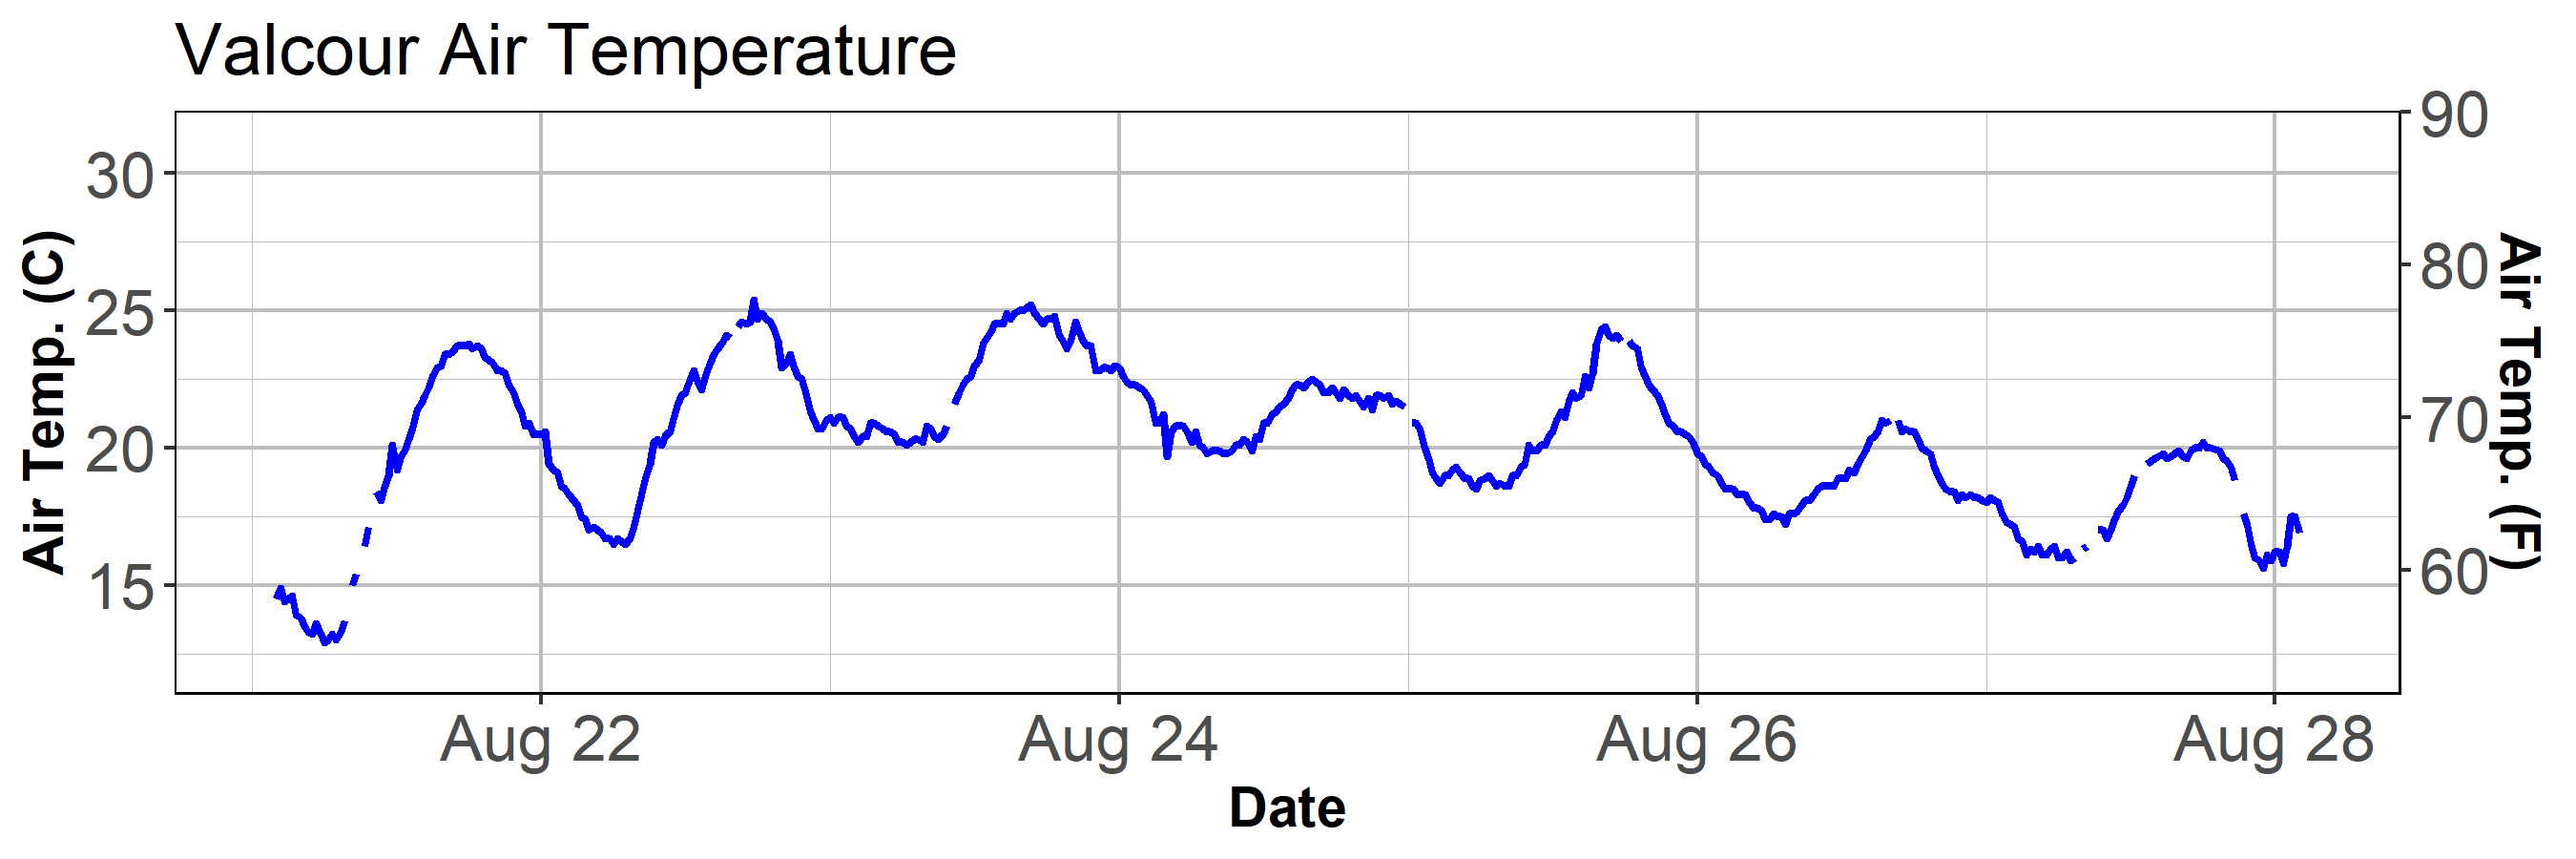 Valcour Air Temperature
Air Temp. (C)
30
25
20
15
90
80
70
60
Air Temp. (F)
Aug 22
Aug 24
Aug 26
Aug 28
Date